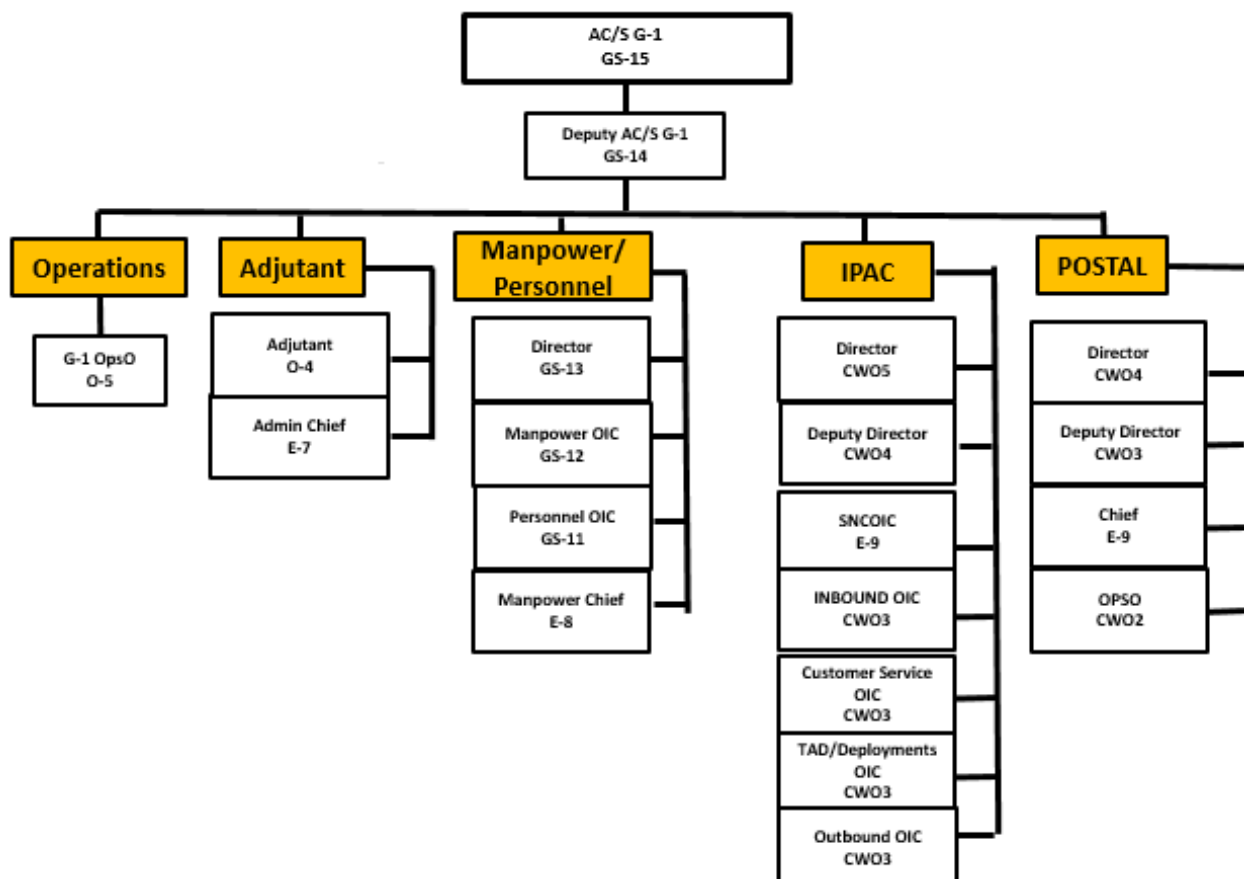 AC/S G-1
GS-15
Deputy AC/S G-1
GS-14
Operations
G-1 OpsO
O-5
Adjutant
Adjutant
O-4
Admin Chief
E-7
Manpower/
Personnel
Director
GS-13
Manpower OIC
GS-12
Personnel OIC
GS-11
Manpower Chief
E-8
IPAC
Director
CWO5
Deputy Director
CWO4
SNCOIC
E-9
INBOUND OIC
CWO3
Customer Service
OIC
CWO3
TAD/Deployments
OIC
CWO3
Outbound OIC
CWO3
POSTAL
Director
CWO4
Deputy Director
CWO3
Chief
E-9
OPSO
CWO2